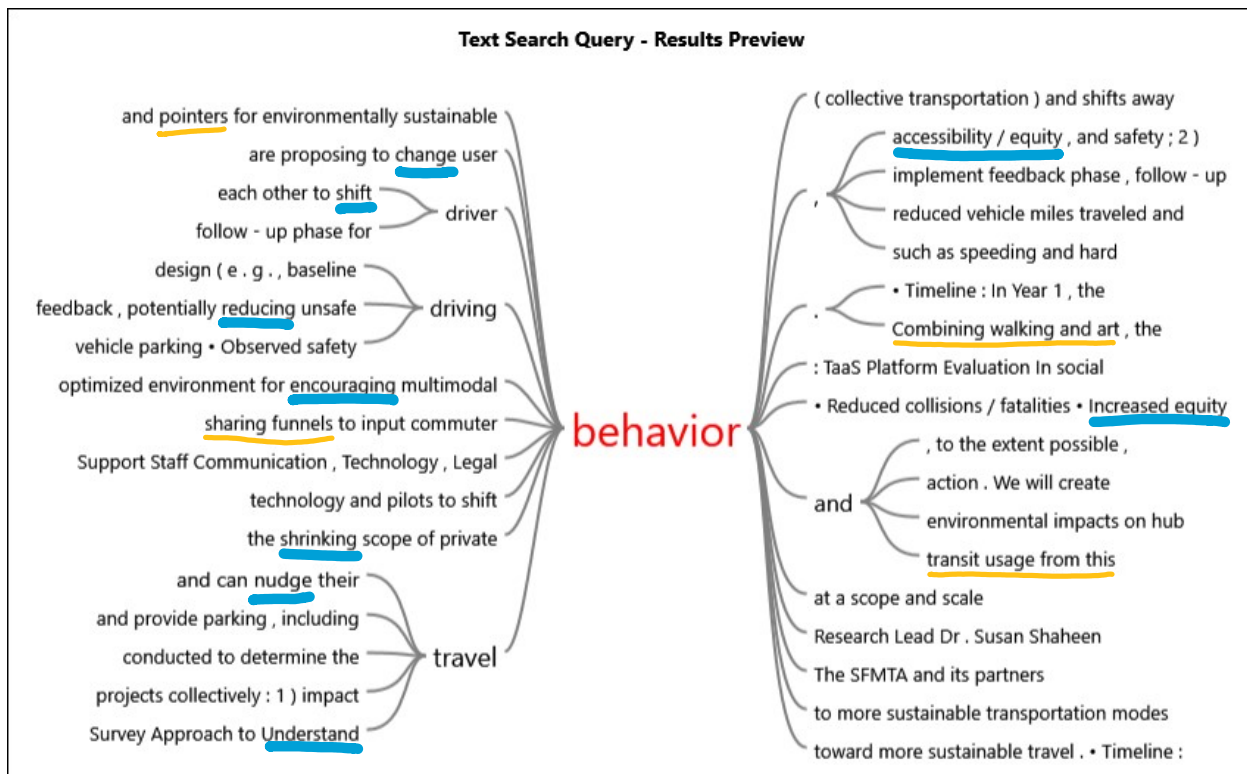 Text Search Query - Results Preview
and pointers for environmentally sustainable
are proposing to change user
each other to shift
follow - up phase for
driver
design ( e . g . , baseline
feedback , potentially reducing unsafe
vehicle parking • Observed safety
driving
optimized environment for encouraging multimodal
sharing funnels to input commuter
Support Staff Communication , Technology , Legal
technology and pilots to shift
the shrinking scope of private
and can nudge their
and provide parking , including
conducted to determine the
projects collectively : 1 ) impact
Survey Approach to Understand
travel
behavior
( collective transportation ) and shifts away
,
accessibility / equity , and safety ; 2 )
implement feedback phase , follow - up
reduced vehicle miles traveled and
such as speeding and hard
.
• Timeline : In Year 1 , the
Combining walking and art , the
: TaaS Platform Evaluation In social
• Reduced collisions / fatalities • Increased equity
and
, to the extent possible ,
action . We will create
environmental impacts on hub
transit usage from this
at a scope and scale
Research Lead Dr . Susan Shaheen
The SFMTA and its partners
to more sustainable transportation modes
toward more sustainable travel . • Timeline :